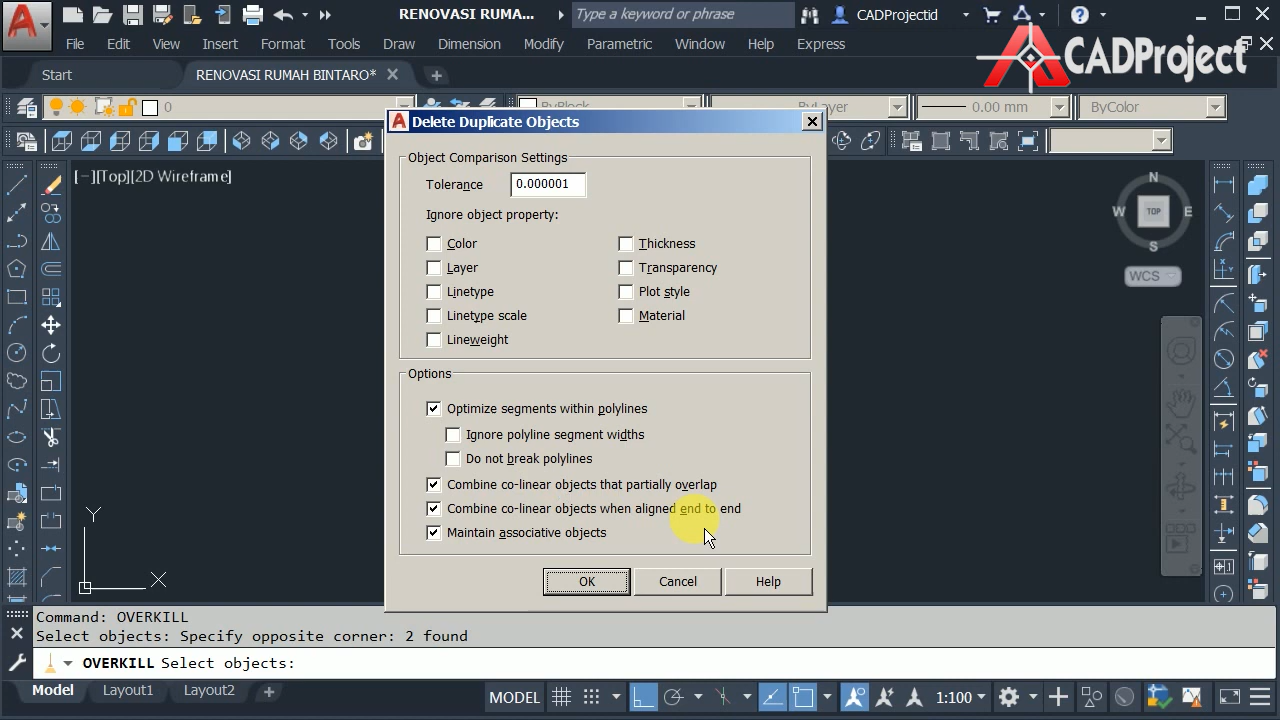 RENOVASI RUMA...
Type a keyword or phrase
CADProjectid
File Edit View Insert Format Tools Draw Dimension Modify Parametric Window Help Express
CADProject
Start
RENOVASI RUMAH BINTARO*
0
ByBlock
ByLayer
0.00 mm
ByColor
Delete Duplicate Objects
[−][Top][2D Wireframe]
Object Comparison Settings
Tolerance 0.000001
Ignore object property:
Color Thickness
Layer Transparency
Linetype Plot style
Linetype scale Material
Lineweight
Options
Optimize segments within polylines
Ignore polyline segment widths
Do not break polylines
Combine co-linear objects that partially overlap
Combine co-linear objects when aligned end to end
Maintain associative objects
OK Cancel Help
N
W TOP E
S
WCS
Y
X
Command: OVERKILL
Select objects: Specify opposite corner: 2 found
OVERKILL Select objects:
Model Layout1 Layout2
MODEL
1:100